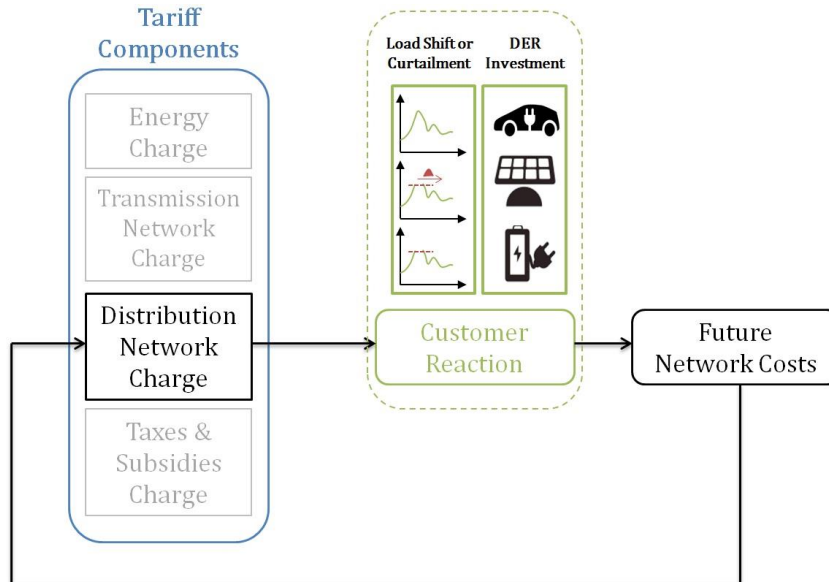 Tariff
Components
Energy
Charge
Transmission
Network
Charge
Distribution
Network
Charge
Taxes &
Subsidies
Charge
Load Shift or
Curtailment
DER
Investment
Customer
Reaction
Future
Network Costs